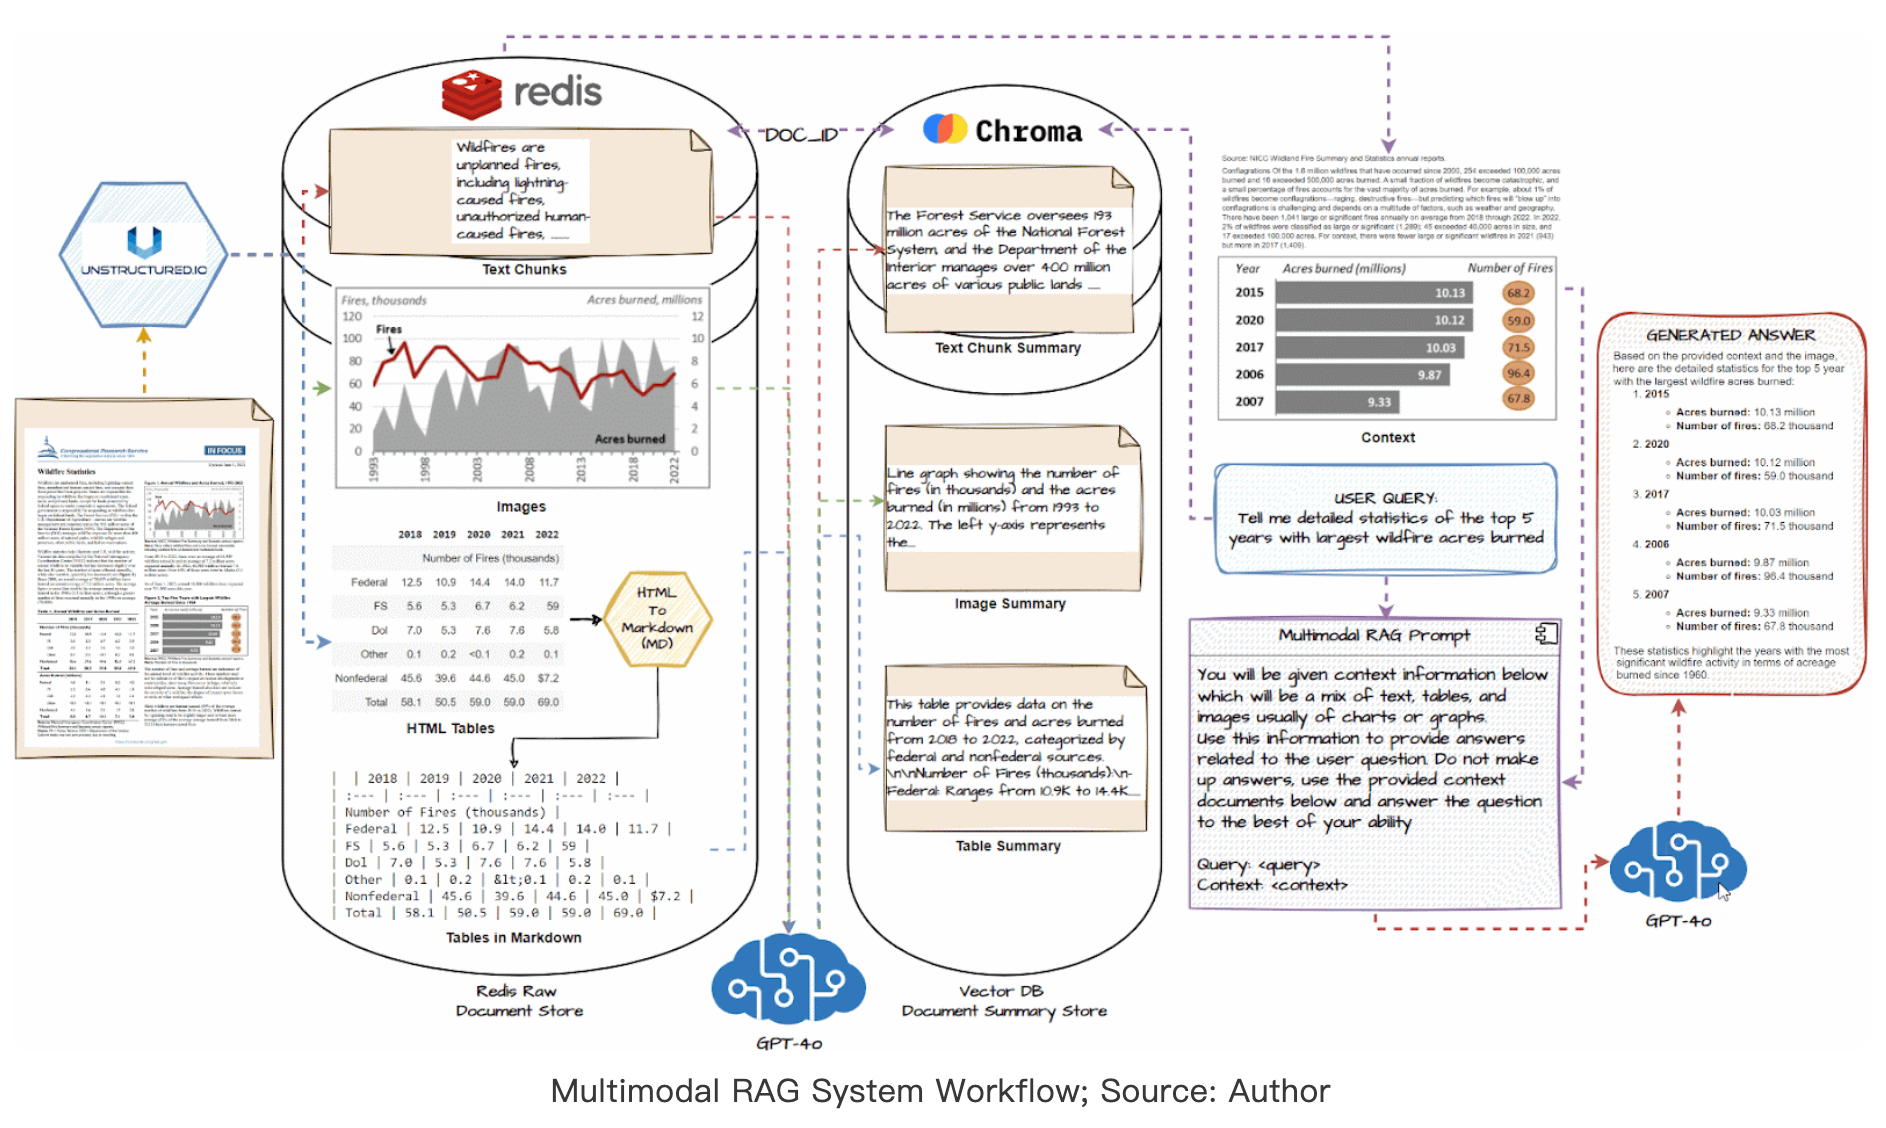 redis
Wildfires are
unplanned fires,
including lightning-
caused fires,
unauthorized human-
caused fires, ......
Text Chunks
DOC_ID
Chroma
The Forest Service oversees 193
million acres of the National Forest
System, and the Department of the
Interior manages over 400 million
acres of various public lands ....
Text Chunk Summary
UNSTRUCTURED.IO
Congressional Research Service
IN FOCUS
Wildfire Statistics
Fires, thousands
Acres burned, millions
120
100
80
60
40
20
0
12
10
8
6
4
2
0
Fires
Acres burned
1993
1998
2003
2008
2013
2018
2022
Images
2018 2019 2020 2021 2022
Number of Fires (thousands)
Federal 12.5 10.9 14.4 14.0 11.7
FS 5.6 5.3 6.7 6.2 59
DoI 7.0 5.3 7.6 7.6 5.8
Other 0.1 0.2 <0.1 0.2 0.1
Nonfederal 45.6 39.6 44.6 45.0 $7.2
Total 58.1 50.5 59.0 59.0 69.0
HTML Tables
HTML
To
Markdown
(MD)
| | 2018 | 2019 | 2020 | 2021 | 2022 |
| :--- | :--- | :--- | :--- | :--- | :--- |
| Number of Fires (thousands) |
| Federal | 12.5 | 10.9 | 14.4 | 14.0 | 11.7 |
| FS | 5.6 | 5.3 | 6.7 | 6.2 | 59 |
| DoI | 7.0 | 5.3 | 7.6 | 7.6 | 5.8 |
| Other | 0.1 | 0.2 | &lt;0.1 | 0.2 | 0.1 |
| Nonfederal | 45.6 | 39.6 | 44.6 | 45.0 | $7.2 |
| Total | 58.1 | 50.5 | 59.0 | 59.0 | 69.0 |
Tables in Markdown
Redis Raw
Document Store
GPT-4o
Line graph showing the number of
fires (in thousands) and the acres
burned (in millions) from 1993 to
2022. The left y-axis represents
the...
Image Summary
This table provides data on the
number of fires and acres burned
from 2018 to 2022, categorized by
federal and nonfederal sources.
\n\nNumber of Fires (thousands):\n-
Federal: Ranges from 10.9K to 14.4K....
Table Summary
Vector DB
Document Summary Store
Source: NICC Wildland Fire Summary and Statistics annual reports.
Conflagrations Of the 1.6 million wildfires that have occurred since 2000, 254 exceeded 100,000 acres
burned and 16 exceeded 500,000 acres burned. A small fraction of wildfires become catastrophic, and
a small percentage of fires accounts for the vast majority of acres burned. For example, about 1% of
wildfires become conflagrations—raging, destructive fires—but predicting which fires will "blow up" into
conflagrations is challenging and depends on a multitude of factors, such as weather and geography.
There have been 1,041 large or significant fires annually on average from 2018 through 2022. In 2022,
2% of wildfires were classified as large or significant (1,289); 45 exceeded 40,000 acres in size, and
17 exceeded 100,000 acres. For context, there were fewer large or significant wildfires in 2021 (943)
but more in 2017 (1,409).
Year Acres burned (millions) Number of Fires
2015 10.13 68.2
2020 10.12 59.0
2017 10.03 71.5
2006 9.87 96.4
2007 9.33 67.8
Context
USER QUERY:
Tell me detailed statistics of the top 5
years with largest wildfire acres burned
Multimodal RAG Prompt
You will be given context information below
which will be a mix of text, tables, and
images usually of charts or graphs.
Use this information to provide answers
related to the user question. Do not make
up answers, use the provided context
documents below and answer the question
to the best of your ability
Query: <query>
Context: <context>
GENERATED ANSWER
Based on the provided context and the image,
here are the detailed statistics for the top 5 year
with the largest wildfire acres burned:
1. 2015
Acres burned: 10.13 million
Number of fires: 68.2 thousand
2. 2020
Acres burned: 10.12 million
Number of fires: 59.0 thousand
3. 2017
Acres burned: 10.03 million
Number of fires: 71.5 thousand
4. 2006
Acres burned: 9.87 million
Number of fires: 96.4 thousand
5. 2007
Acres burned: 9.33 million
Number of fires: 67.8 thousand
These statistics highlight the years with the most
significant wildfire activity in terms of acreage
burned since 1960.
GPT-4o
Multimodal RAG System Workflow; Source: Author